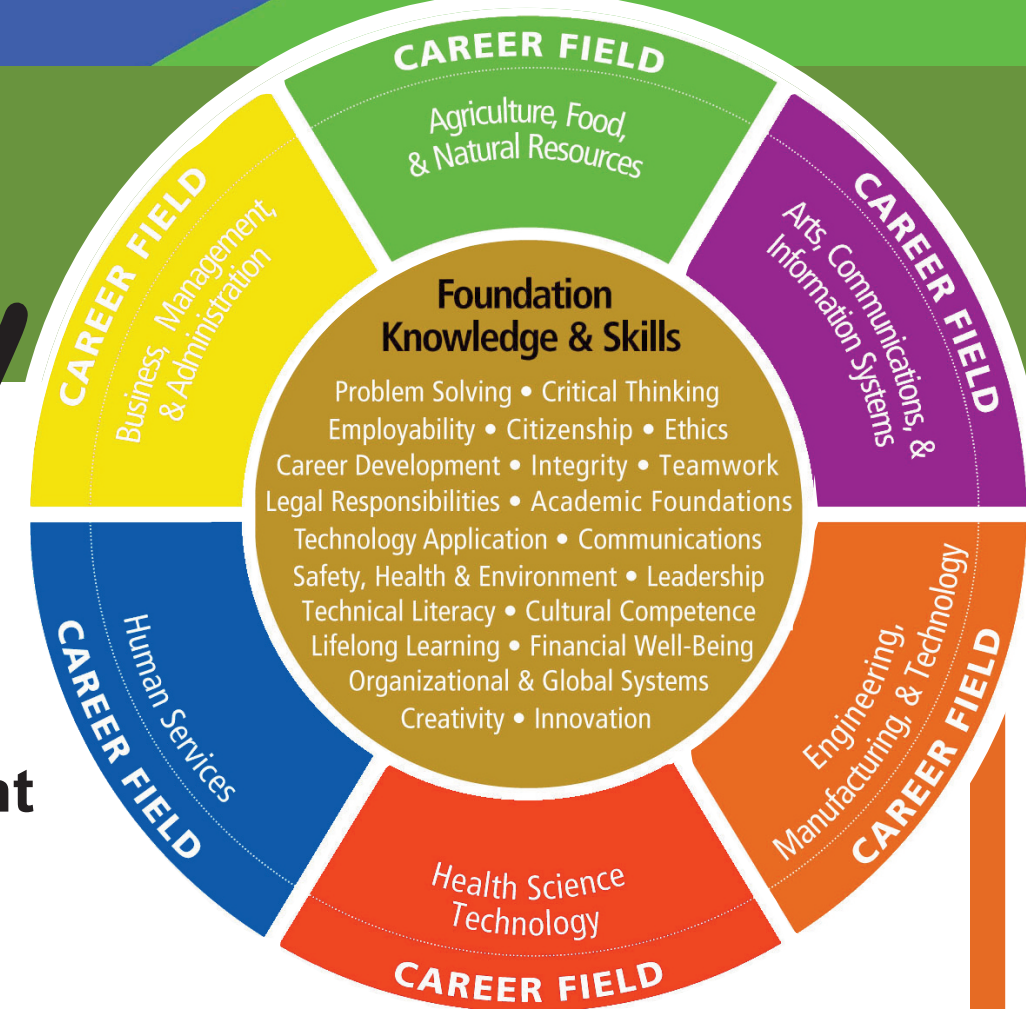 CAREER FIELD
Agriculture, Food,
& Natural Resources
CAREER FIELD
Arts, Communications, &
Information Systems
CAREER FIELD
Engineering,
Manufacturing, & Technology
CAREER FIELD
Health Science
Technology
CAREER FIELD
Human Services
CAREER FIELD
Business, Management,
& Administration
Foundation
Knowledge & Skills
Problem Solving • Critical Thinking
Employability • Citizenship • Ethics
Career Development • Integrity • Teamwork
Legal Responsibilities • Academic Foundations
Technology Application • Communications
Safety, Health & Environment • Leadership
Technical Literacy • Cultural Competence
Lifelong Learning • Financial Well-Being
Organizational & Global Systems
Creativity • Innovation